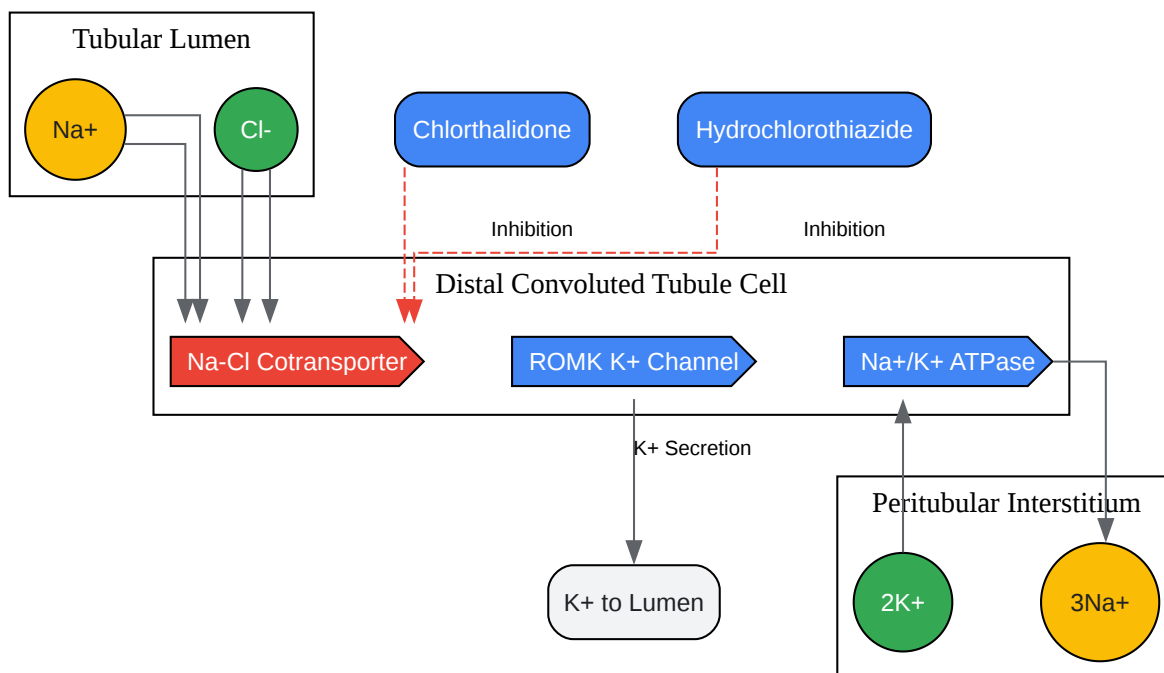 Tubular Lumen
Na+
Cl-
Chlorthalidone
Hydrochlorothiazide
Inhibition
Inhibition
Distal Convoluted Tubule Cell
Na-Cl Cotransporter
ROMK K+ Channel
Na+/K+ ATPase
K+ Secretion
Peritubular Interstitium
K+ to Lumen
2K+
3Na+